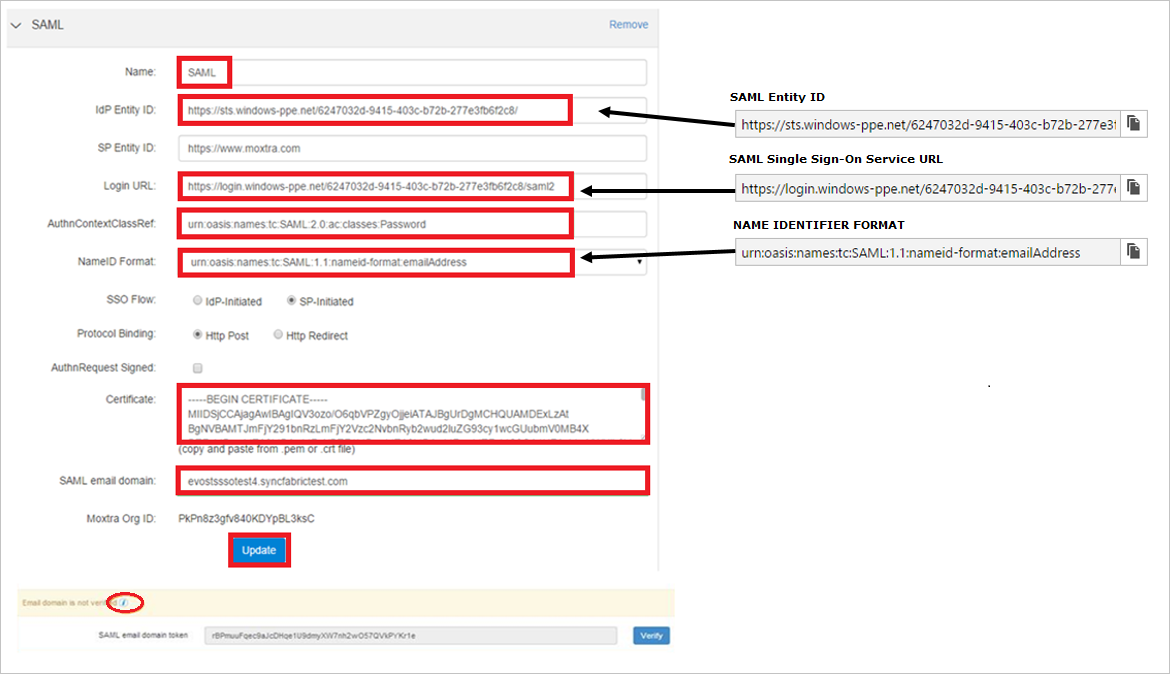 SAML
Remove
Name:
SAML
IdP Entity ID:
https://sts.windows-ppe.net/6247032d-9415-403c-b72b-277e3fb6f2c8/
SAML Entity ID
https://sts.windows-ppe.net/6247032d-9415-403c-b72b-277e3f
SP Entity ID:
https://www.moxtra.com
SAML Single Sign-On Service URL
Login URL:
https://login.windows-ppe.net/6247032d-9415-403c-b72b-277e3fb6f2c8/saml2
https://login.windows-ppe.net/6247032d-9415-403c-b72b-277e
AuthnContextClassRef:
urn:oasis:names:tc:SAML:2.0:ac:classes:Password
NAME IDENTIFIER FORMAT
urn:oasis:names:tc:SAML:1.1:nameid-format:emailAddress
NameID Format:
urn:oasis:names:tc:SAML:1.1:nameid-format:emailAddress
SSO Flow:
IdP-Initiated
SP-Initiated
Protocol Binding:
Http Post
Http Redirect
AuthnRequest Signed:
Certificate:
-----BEGIN CERTIFICATE-----
MIIDSjCCAjagAwIBAgIQV3ozo/O6qbVPZgyOjjeiATAJBgUrDgMCHQUAMDExLzAt
BgNVBAMTJmFjY291bnRzLmFjY2Vzc2NvbnRyb2wud2luZG93cy1wcGUubmV0MB4X
(copy and paste from .pem or .crt file)
SAML email domain:
evostsssotest4.syncfabrictest.com
Moxtra Org ID:
PkPn8z3gfv840KDYpBL3ksC
Update
Email domain is not
SAML email domain token
rBPmuuFqec9aJcDHqe1U9dmyXW7nh2wO57QVkPYKr1e
Verify